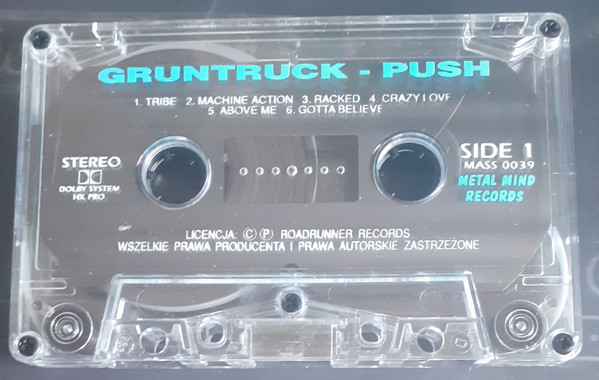 GRUNTRUCK - PUSH
1. TRIBE 2. MACHINE ACTION 3. RACKED 4. CRAZY LOVE
5. ABOVE ME 6. GOTTA BELIEVE
STEREO
DOLBY SYSTEM
HX PRO
SIDE 1
MASS 0039
METAL MIND
RECORDS
LICENCJA: © ℗ ROADRUNNER RECORDS
WSZELKIE PRAWA PRODUCENTA I PRAWA AUTORSKIE ZASTRZEŻONE